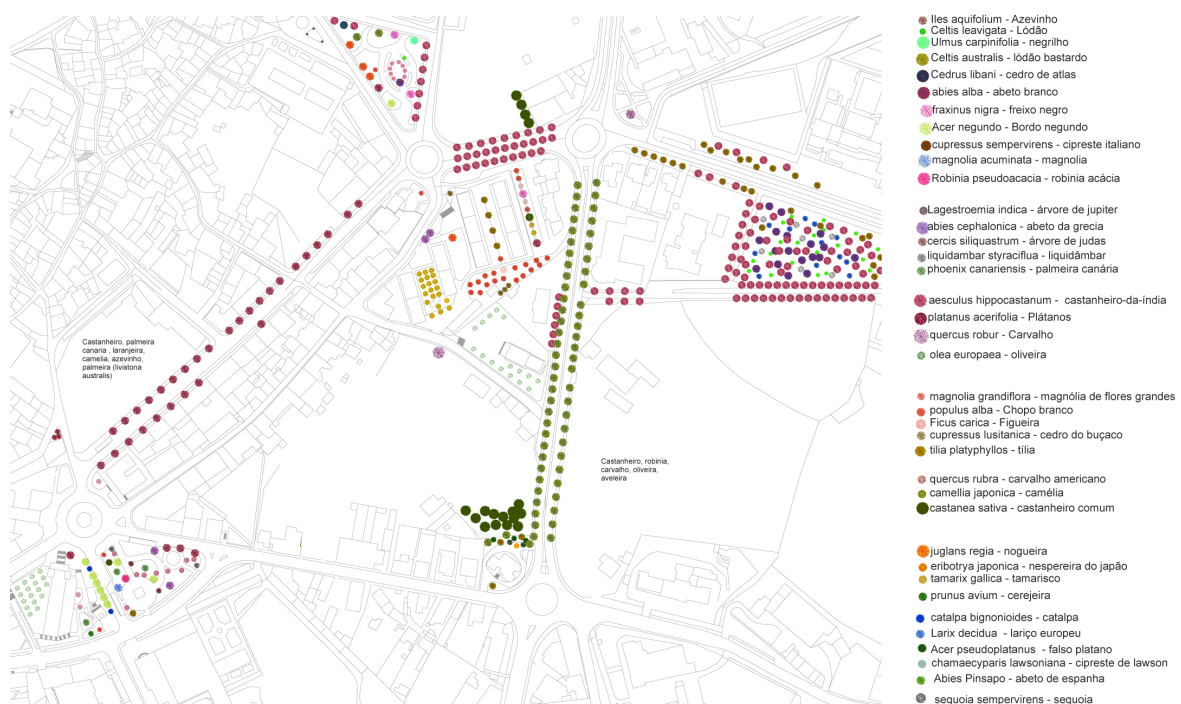 Iles aquifolium - Azevinho
Celtis leavigata - Lódão
Ulmus carpinifolia - negrilho
Celtis australis - lódão bastardo
Cedrus libani - cedro de atlas
abies alba - abeto branco
fraxinus nigra - freixo negro
Acer negundo - Bordo negundo
cupressus sempervirens - cipreste italiano
magnolia acuminata - magnolia
Robinia pseudoacacia - robinia acácia
Lagestroemia indica - árvore de jupiter
abies cephalonica - abeto da grecia
cercis siliquastrum - árvore de judas
liquidambar styraciflua - liquidâmbar
phoenix canariensis - palmeira canária
aesculus hippocastanum - castanheiro-da-índia
platanus acerifolia - Plátanos
quercus robur - Carvalho
olea europaea - oliveira
magnolia grandiflora - magnólia de flores grandes
populus alba - Chopo branco
Ficus carica - Figueira
cupressus lusitanica - cedro do buçaco
tilia platyphyllos - tília
quercus rubra - carvalho americano
camellia japonica - camélia
castanea sativa - castanheiro comum
juglans regia - nogueira
eribotrya japonica - nespereira do japão
tamarix gallica - tamarisco
prunus avium - cerejeira
catalpa bignonioides - catalpa
Larix decidua - lariço europeu
Acer pseudoplatanus - falso platano
chamaecyparis lawsoniana - cipreste de lawson
Abies Pinsapo - abeto de espanha
sequoia sempervirens - sequoia
Castanheiro, palmeira
canaria , laranjeira,
camelia, azevinho,
palmeira (livistona
australis)
Castanheiro, robinia,
carvalho, oliveira,
aveleira